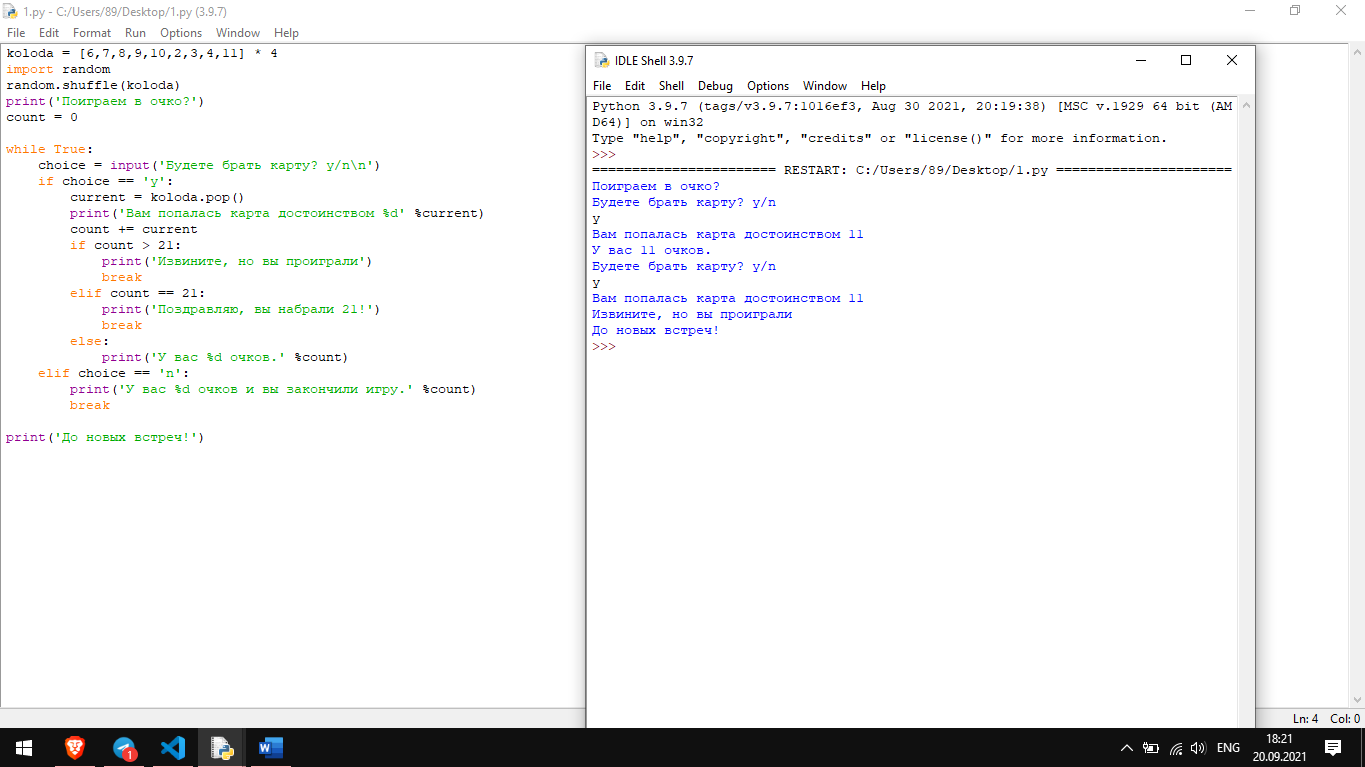 1.py - C:/Users/89/Desktop/1.py (3.9.7)
File Edit Format Run Options Window Help
koloda = [6,7,8,9,10,2,3,4,11] * 4
import random
random.shuffle(koloda)
print('Поиграем в очко?')
count = 0
while True:
    choice = input('Будете брать карту? y/n\n')
    if choice == 'y':
        current = koloda.pop()
        print('Вам попалась карта достоинством %d' %current)
        count += current
        if count > 21:
            print('Извините, но вы проиграли')
            break
        elif count == 21:
            print('Поздравляю, вы набрали 21!')
            break
        else:
            print('У вас %d очков.' %count)
    elif choice == 'n':
        print('У вас %d очков и вы закончили игру.' %count)
        break
print('До новых встреч!')
IDLE Shell 3.9.7
File Edit Shell Debug Options Window Help
Python 3.9.7 (tags/v3.9.7:1016ef3, Aug 30 2021, 20:19:38) [MSC v.1929 64 bit (AM
D64)] on win32
Type "help", "copyright", "credits" or "license()" for more information.
>>>
======================= RESTART: C:/Users/89/Desktop/1.py ======================
Поиграем в очко?
Будете брать карту? y/n
y
Вам попалась карта достоинством 11
У вас 11 очков.
Будете брать карту? y/n
y
Вам попалась карта достоинством 11
Извините, но вы проиграли
До новых встреч!
>>>
Ln: 4 Col: 0
1
W
ENG
18:21
20.09.2021